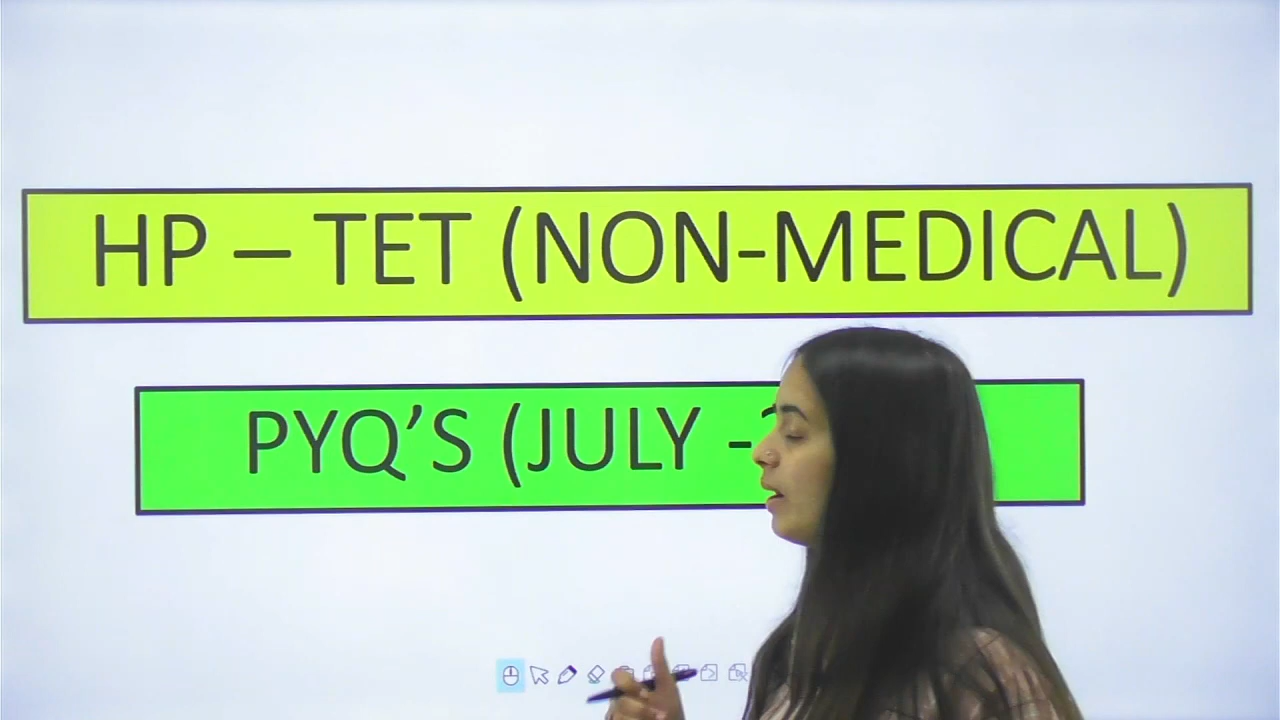 HP – TET (NON-MEDICAL)
PYQ'S (JULY -